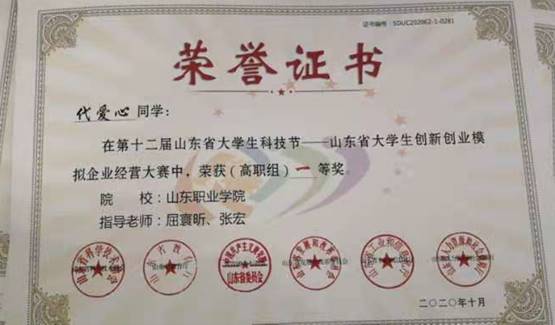 证书编号：SDUC202062-1-0281
荣誉证书
代爱心 同学：
在第十二届山东省大学生科技节——山东省大学生创新创业模
拟企业经营大赛中，荣获（高职组）一等奖。
院　　校：山东职业学院
指导老师：屈寰昕、张宏
二〇二〇年十月